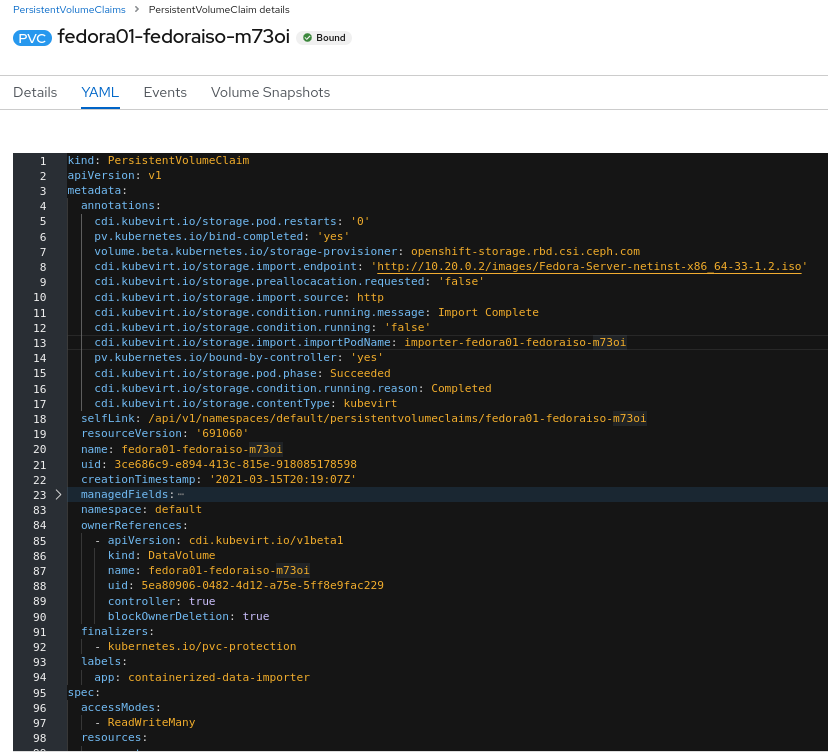 PersistentVolumeClaims > PersistentVolumeClaim details
PVC fedora01-fedoraiso-m73oi Bound
Details YAML Events Volume Snapshots
1 kind: PersistentVolumeClaim
2 apiVersion: v1
3 metadata:
4 annotations:
5 cdi.kubevirt.io/storage.pod.restarts: '0'
6 pv.kubernetes.io/bind-completed: 'yes'
7 volume.beta.kubernetes.io/storage-provisioner: openshift-storage.rbd.csi.ceph.com
8 cdi.kubevirt.io/storage.import.endpoint: 'http://10.20.0.2/images/Fedora-Server-netinst-x86_64-33-1.2.iso'
9 cdi.kubevirt.io/storage.preallocacation.requested: 'false'
10 cdi.kubevirt.io/storage.import.source: http
11 cdi.kubevirt.io/storage.condition.running.message: Import Complete
12 cdi.kubevirt.io/storage.condition.running: 'false'
13 cdi.kubevirt.io/storage.import.importPodName: importer-fedora01-fedoraiso-m73oi
14 pv.kubernetes.io/bound-by-controller: 'yes'
15 cdi.kubevirt.io/storage.pod.phase: Succeeded
16 cdi.kubevirt.io/storage.condition.running.reason: Completed
17 cdi.kubevirt.io/storage.contentType: kubevirt
18 selfLink: /api/v1/namespaces/default/persistentvolumeclaims/fedora01-fedoraiso-m73oi
19 resourceVersion: '691060'
20 name: fedora01-fedoraiso-m73oi
21 uid: 3ce686c9-e894-413c-815e-918085178598
22 creationTimestamp: '2021-03-15T20:19:07Z'
23 > managedFields:⋯
83 namespace: default
84 ownerReferences:
85 - apiVersion: cdi.kubevirt.io/v1beta1
86 kind: DataVolume
87 name: fedora01-fedoraiso-m73oi
88 uid: 5ea80906-0482-4d12-a75e-5ff8e9fac229
89 controller: true
90 blockOwnerDeletion: true
91 finalizers:
92 - kubernetes.io/pvc-protection
93 labels:
94 app: containerized-data-importer
95 spec:
96 accessModes:
97 - ReadWriteMany
98 resources: